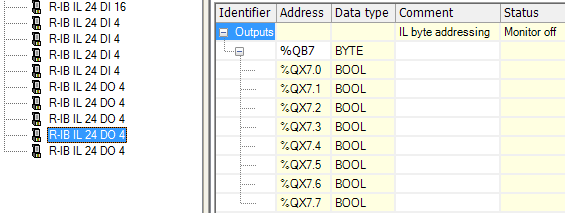 R-IB IL 24 DI 16
R-IB IL 24 DI 4
R-IB IL 24 DI 4
R-IB IL 24 DI 4
R-IB IL 24 DI 4
R-IB IL 24 DO 4
R-IB IL 24 DO 4
R-IB IL 24 DO 4
R-IB IL 24 DO 4
R-IB IL 24 DO 4
Identifier Address Data type Comment Status
Outputs IL byte addressing Monitor off
%QB7 BYTE
%QX7.0 BOOL
%QX7.1 BOOL
%QX7.2 BOOL
%QX7.3 BOOL
%QX7.4 BOOL
%QX7.5 BOOL
%QX7.6 BOOL
%QX7.7 BOOL